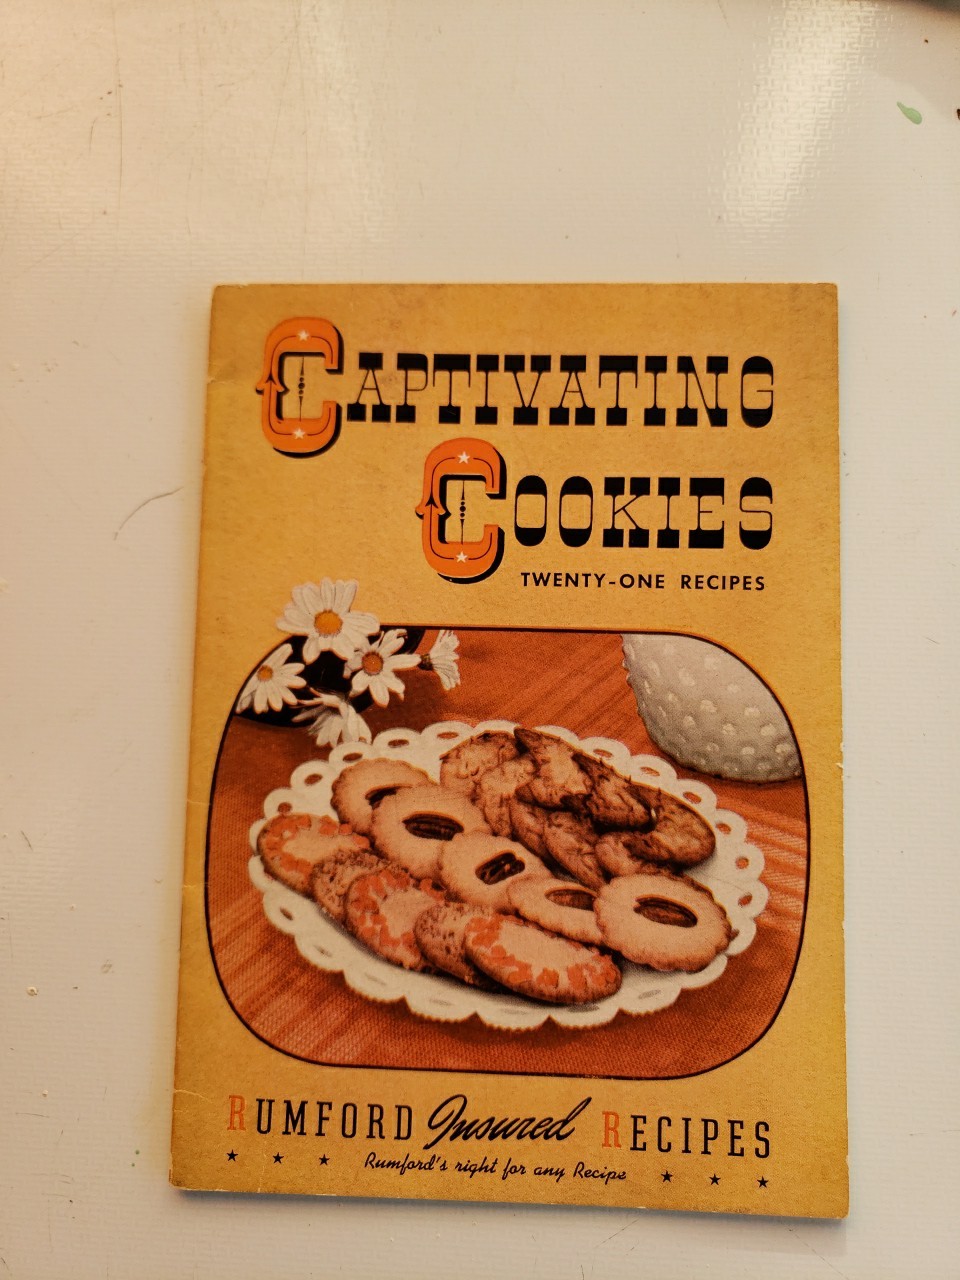 CAPTIVATING
COOKIES
TWENTY-ONE RECIPES
RUMFORD Insured RECIPES
Rumford's right for any Recipe